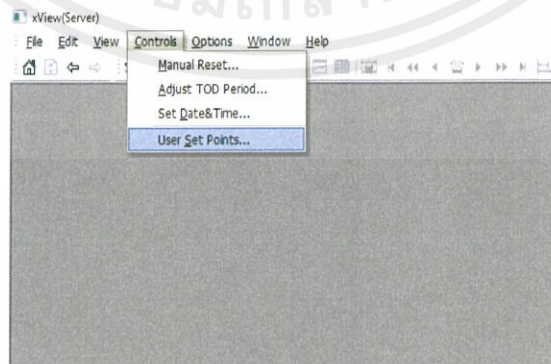 xView(Server)
File Edit View Controls Options Window Help
Manual Reset...
Adjust TOD Period...
Set Date&Time...
User Set Points...